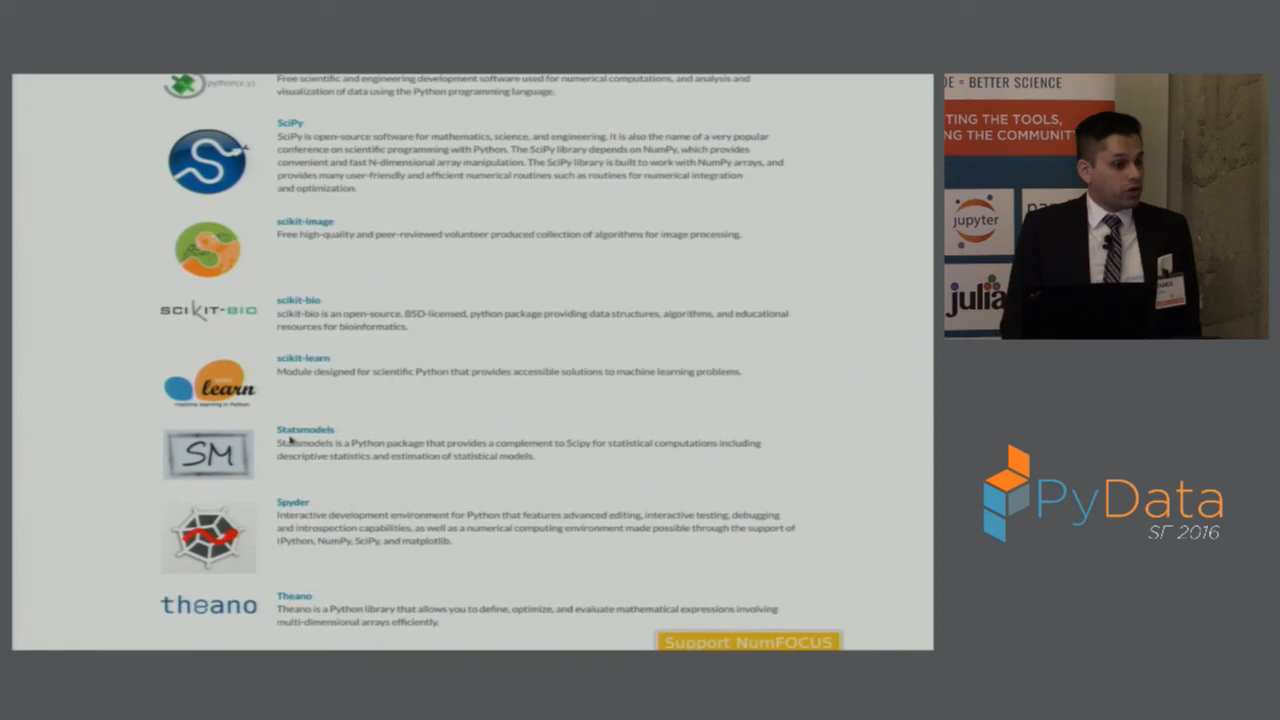 python(x,y)
Free scientific and engineering development software used for numerical computations, and analysis and
visualization of data using the Python programming language.
SciPy
SciPy is open-source software for mathematics, science, and engineering. It is also the name of a very popular
conference on scientific programming with Python. The SciPy library depends on NumPy, which provides
convenient and fast N-dimensional array manipulation. The SciPy library is built to work with NumPy arrays, and
provides many user-friendly and efficient numerical routines such as routines for numerical integration
and optimization.
scikit-image
Free high-quality and peer-reviewed volunteer produced collection of algorithms for image processing.
SCIKIT-BIO
scikit-bio
scikit-bio is an open-source, BSD-licensed, python package providing data structures, algorithms, and educational
resources for bioinformatics.
scikit-learn
Module designed for scientific Python that provides accessible solutions to machine learning problems.
learn
machine learning in Python
Statsmodels
Statsmodels is a Python package that provides a complement to Scipy for statistical computations including
descriptive statistics and estimation of statistical models.
SM
Spyder
Interactive development environment for Python that features advanced editing, interactive testing, debugging
and introspection capabilities, as well as a numerical computing environment made possible through the support of
IPython, NumPy, SciPy, and matplotlib.
theano
Theano
Theano is a Python library that allows you to define, optimize, and evaluate mathematical expressions involving
multi-dimensional arrays efficiently.
Support NumFOCUS
DE = BETTER SCIENCE
TING THE TOOLS,
NG THE COMMUNIT
jupyter
pan
julia
PyData
SF 2016